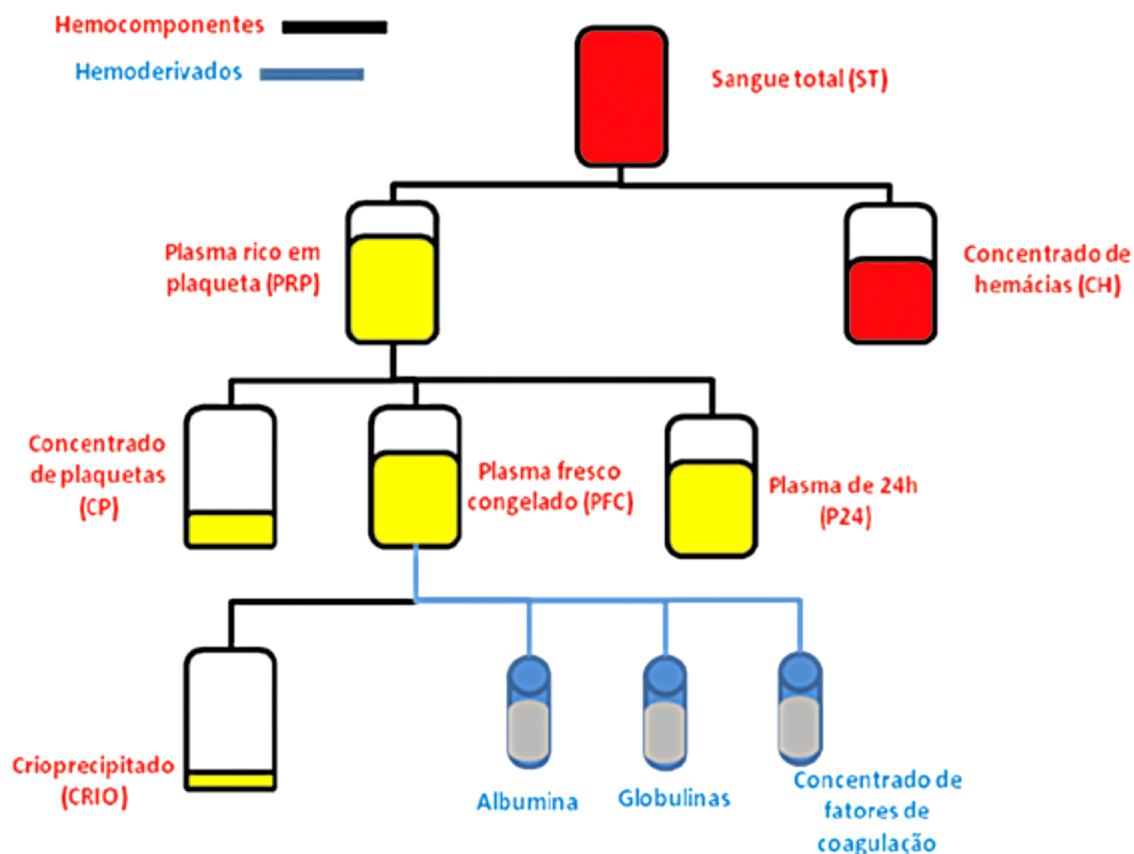 Hemocomponentes
Hemoderivados
Sangue total (ST)
Plasma rico em
plaqueta (PRP)
Concentrado de
hemácias (CH)
Concentrado
de plaquetas
(CP)
Plasma fresco
congelado (PFC)
Plasma de 24h
(P24)
Crioprecipitado
(CRIO)
Albumina
Globulinas
Concentrado de
fatores de
coagulação